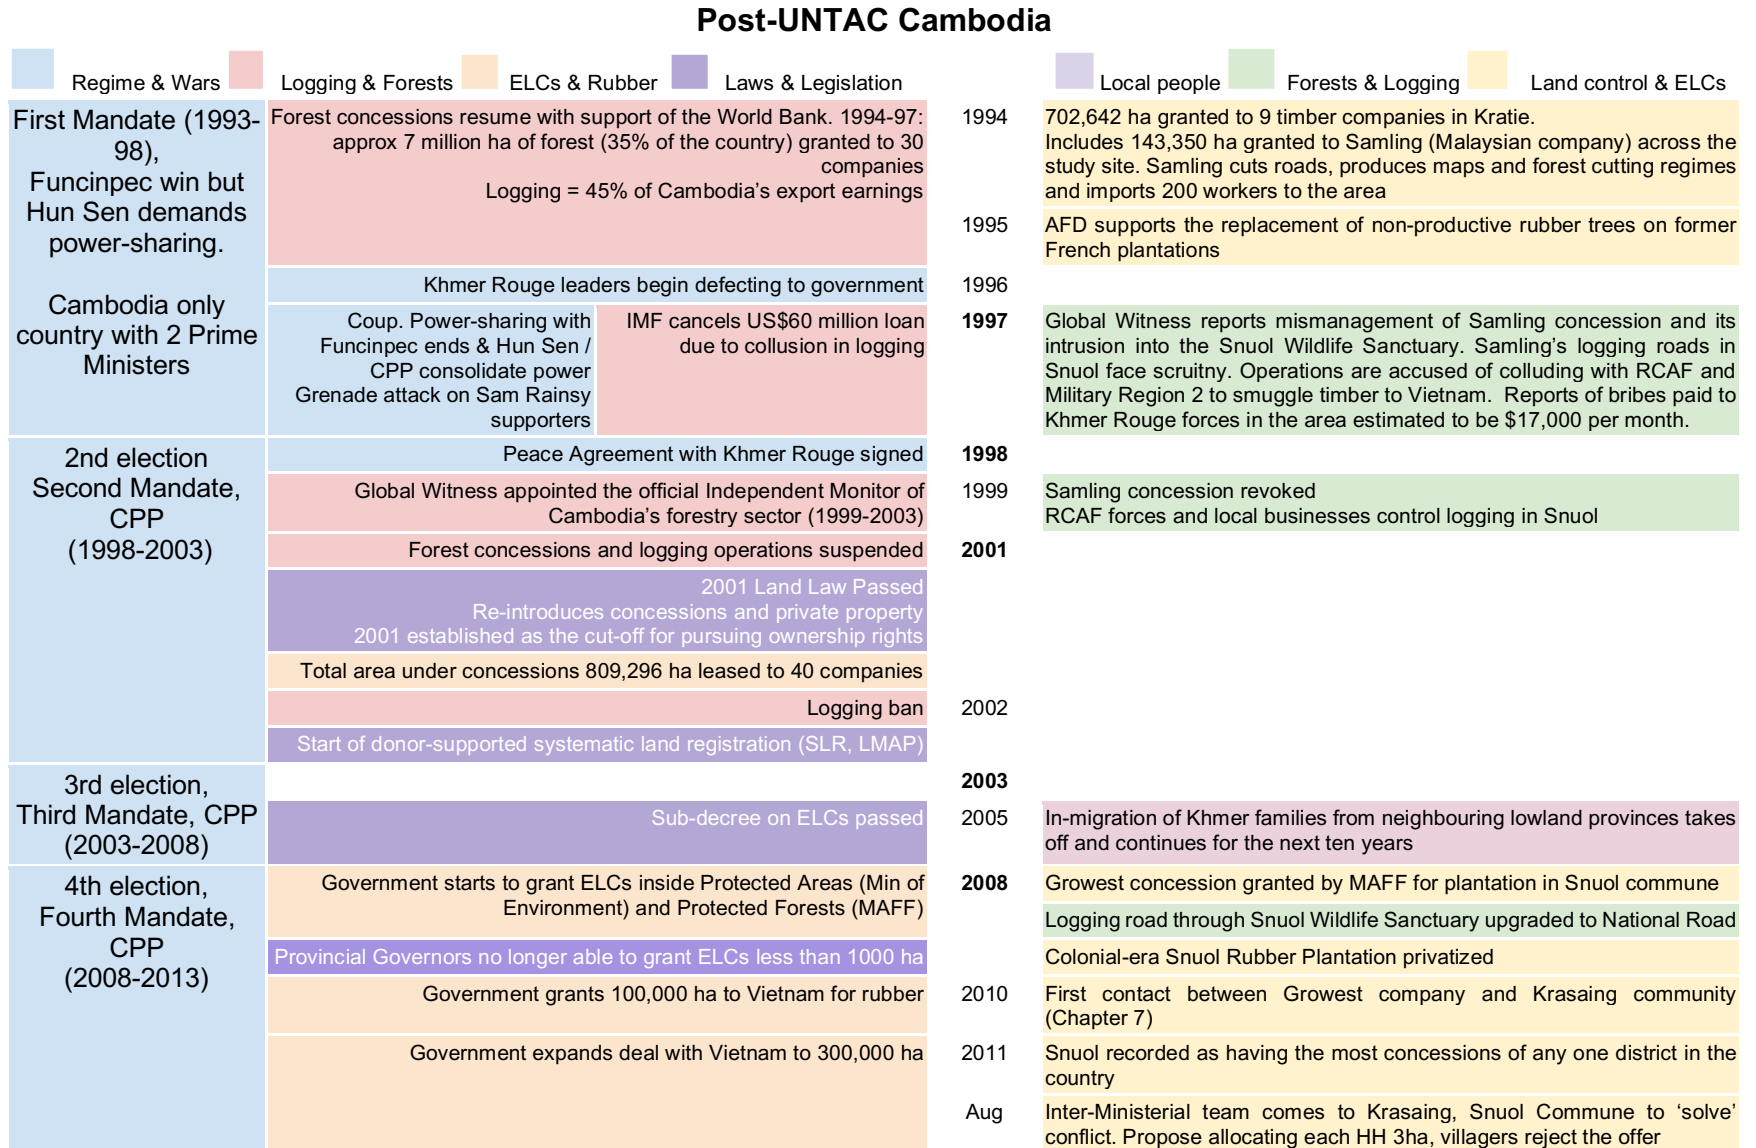 Post-UNTAC Cambodia
Regime & Wars
Logging & Forests
ELCs & Rubber
Laws & Legislation
Local people
Forests & Logging
Land control & ELCs
First Mandate (1993-
98),
Funcinpec win but
Hun Sen demands
power-sharing.
Cambodia only
country with 2 Prime
Ministers
Forest concessions resume with support of the World Bank. 1994-97:
approx 7 million ha of forest (35% of the country) granted to 30
companies
Logging = 45% of Cambodia's export earnings
1994
702,642 ha granted to 9 timber companies in Kratie.
Includes 143,350 ha granted to Samling (Malaysian company) across the
study site. Samling cuts roads, produces maps and forest cutting regimes
and imports 200 workers to the area
1995
AFD supports the replacement of non-productive rubber trees on former
French plantations
Khmer Rouge leaders begin defecting to government
1996
Coup. Power-sharing with
Funcinpec ends & Hun Sen /
CPP consolidate power
Grenade attack on Sam Rainsy
supporters
IMF cancels US$60 million loan
due to collusion in logging
1997
Global Witness reports mismanagement of Samling concession and its
intrusion into the Snuol Wildlife Sanctuary. Samling's logging roads in
Snuol face scruitny. Operations are accused of colluding with RCAF and
Military Region 2 to smuggle timber to Vietnam. Reports of bribes paid to
Khmer Rouge forces in the area estimated to be $17,000 per month.
2nd election
Second Mandate,
CPP
(1998-2003)
Peace Agreement with Khmer Rouge signed
1998
Global Witness appointed the official Independent Monitor of
Cambodia's forestry sector (1999-2003)
1999
Samling concession revoked
RCAF forces and local businesses control logging in Snuol
Forest concessions and logging operations suspended
2001
2001 Land Law Passed
Re-introduces concessions and private property
2001 established as the cut-off for pursuing ownership rights
Total area under concessions 809,296 ha leased to 40 companies
Logging ban
2002
Start of donor-supported systematic land registration (SLR, LMAP)
3rd election,
Third Mandate, CPP
(2003-2008)
2003
Sub-decree on ELCs passed
2005
In-migration of Khmer families from neighbouring lowland provinces takes
off and continues for the next ten years
4th election,
Fourth Mandate,
CPP
(2008-2013)
Government starts to grant ELCs inside Protected Areas (Min of
Environment) and Protected Forests (MAFF)
2008
Growest concession granted by MAFF for plantation in Snuol commune
Logging road through Snuol Wildlife Sanctuary upgraded to National Road
Provincial Governors no longer able to grant ELCs less than 1000 ha
Colonial-era Snuol Rubber Plantation privatized
Government grants 100,000 ha to Vietnam for rubber
2010
First contact between Growest company and Krasaing community
(Chapter 7)
Government expands deal with Vietnam to 300,000 ha
2011
Snuol recorded as having the most concessions of any one district in the
country
Aug
Inter-Ministerial team comes to Krasaing, Snuol Commune to 'solve'
conflict. Propose allocating each HH 3ha, villagers reject the offer